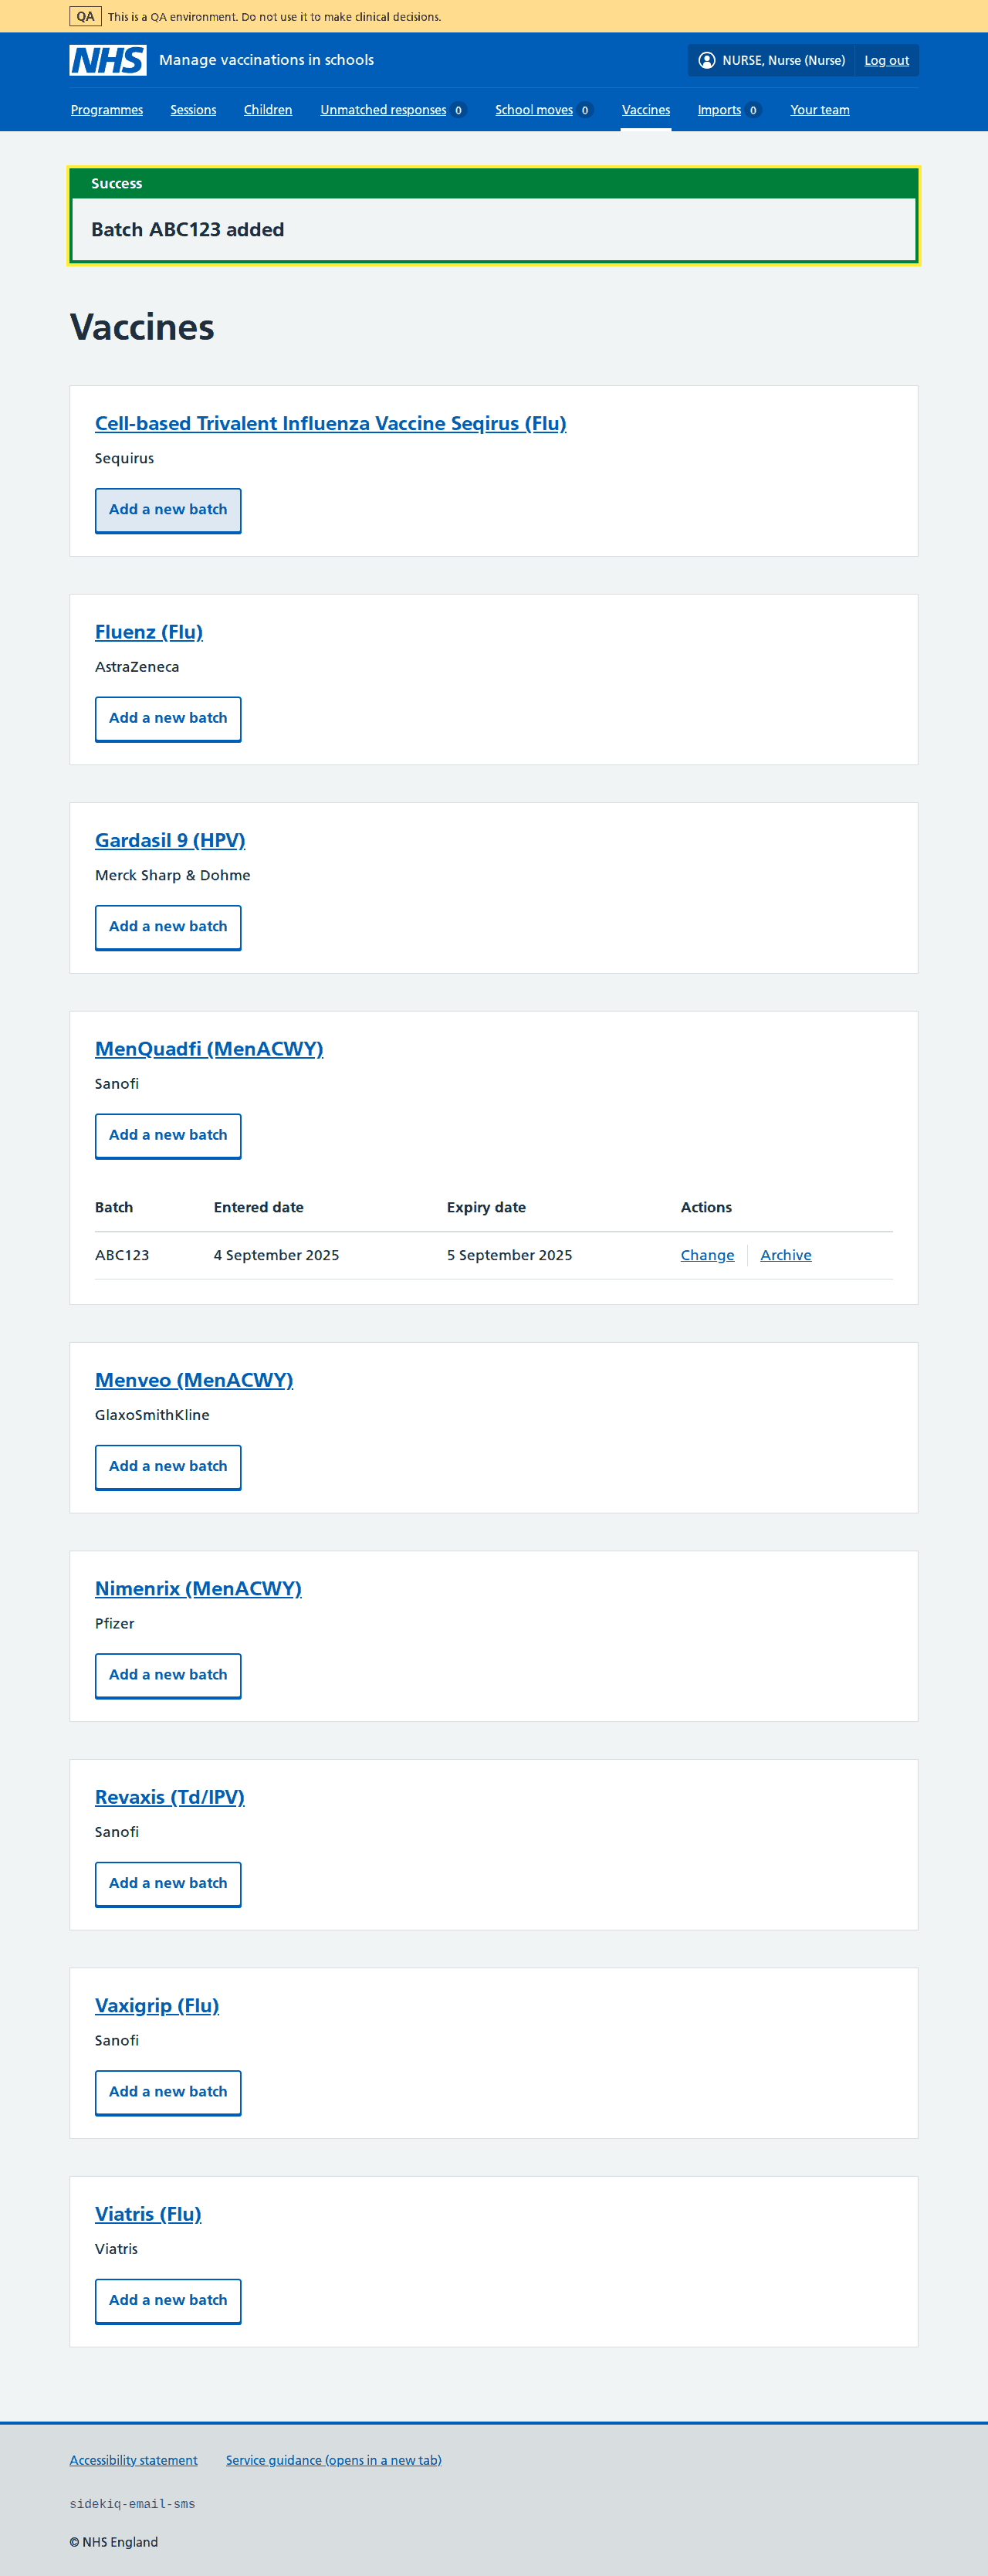 QA This is a QA environment. Do not use it to make clinical decisions.
NHS Manage vaccinations in schools NURSE, Nurse (Nurse) Log out
Programmes Sessions Children Unmatched responses 0 School moves 0 Vaccines Imports 0 Your team
Success
Batch ABC123 added
Vaccines
Cell-based Trivalent Influenza Vaccine Seqirus (Flu)
Sequirus
Add a new batch
Fluenz (Flu)
AstraZeneca
Add a new batch
Gardasil 9 (HPV)
Merck Sharp & Dohme
Add a new batch
MenQuadfi (MenACWY)
Sanofi
Add a new batch
Batch Entered date Expiry date Actions
ABC123 4 September 2025 5 September 2025 Change Archive
Menveo (MenACWY)
GlaxoSmithKline
Add a new batch
Nimenrix (MenACWY)
Pfizer
Add a new batch
Revaxis (Td/IPV)
Sanofi
Add a new batch
Vaxigrip (Flu)
Sanofi
Add a new batch
Viatris (Flu)
Viatris
Add a new batch
Accessibility statement Service guidance (opens in a new tab)
sidekiq-email-sms
© NHS England